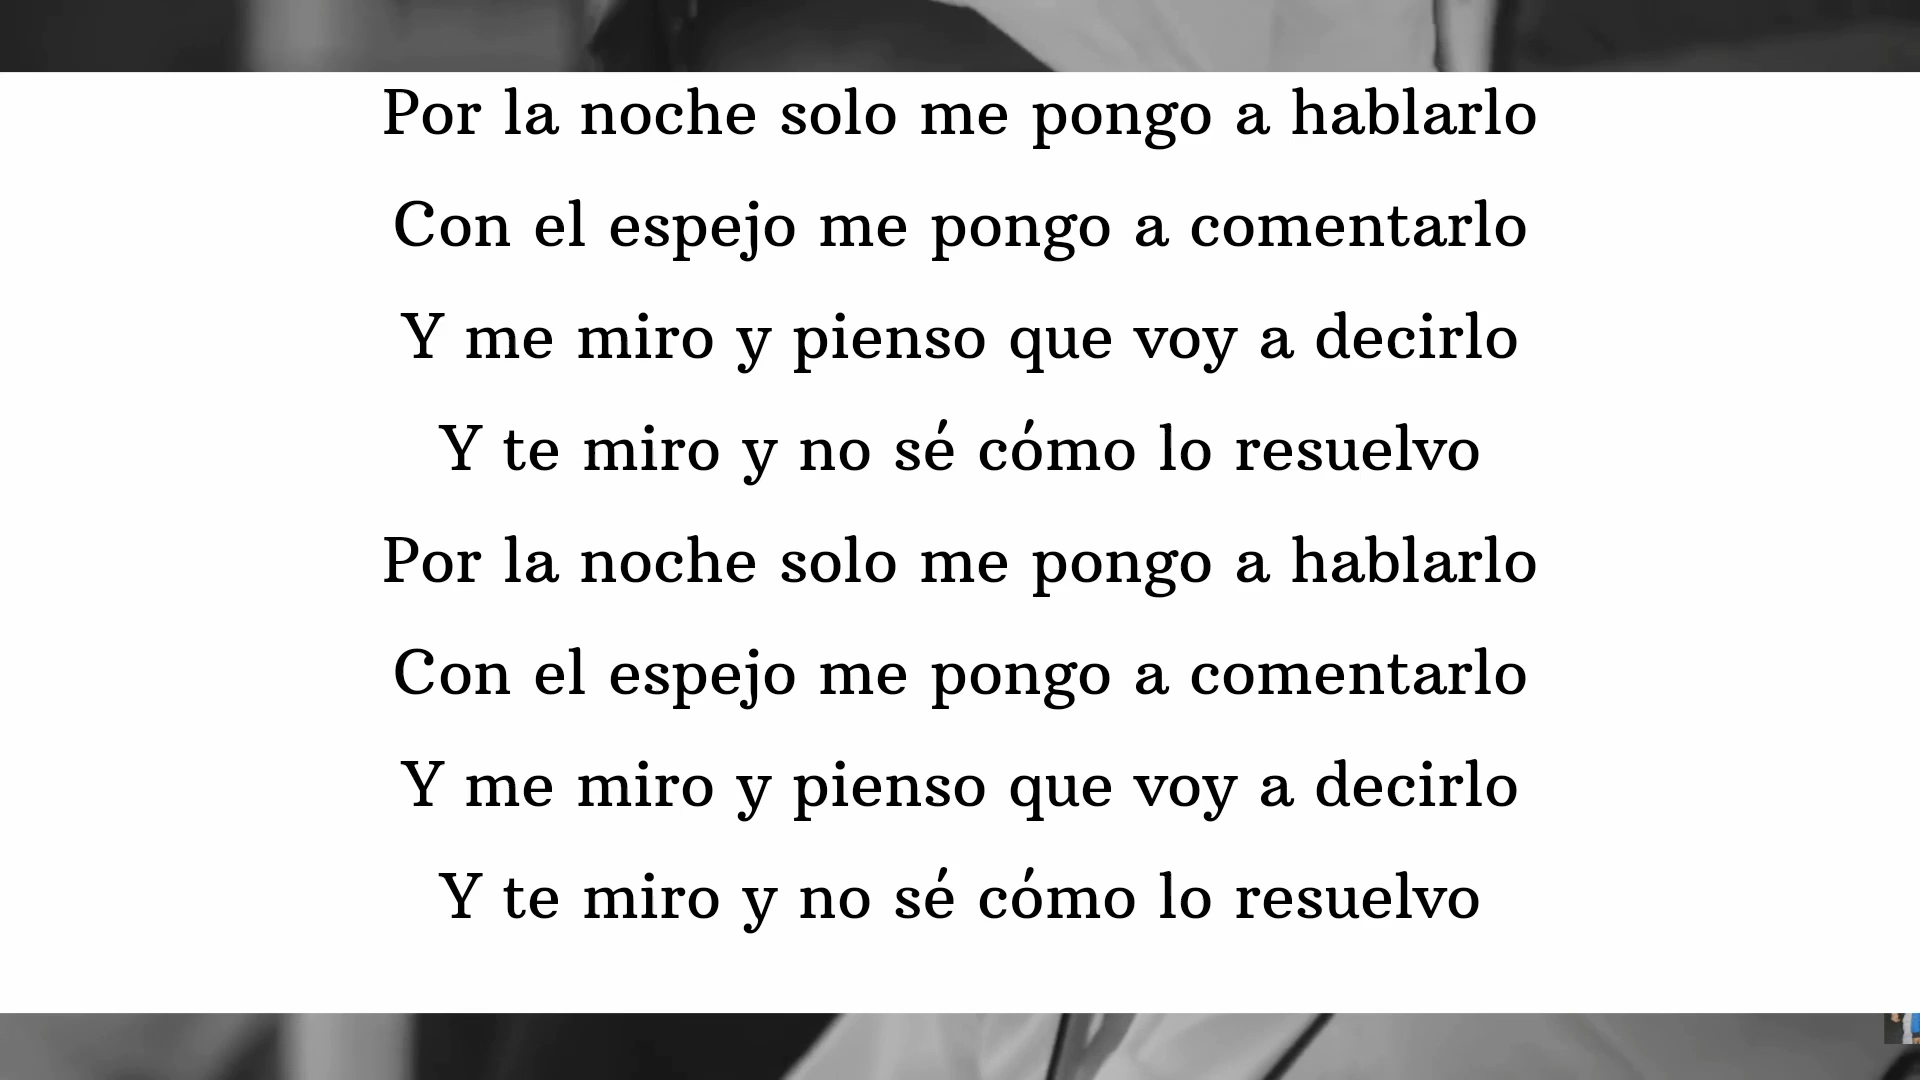 Por la noche solo me pongo a hablarlo
Con el espejo me pongo a comentarlo
Y me miro y pienso que voy a decirlo
Y te miro y no sé cómo lo resuelvo
Por la noche solo me pongo a hablarlo
Con el espejo me pongo a comentarlo
Y me miro y pienso que voy a decirlo
Y te miro y no sé cómo lo resuelvo